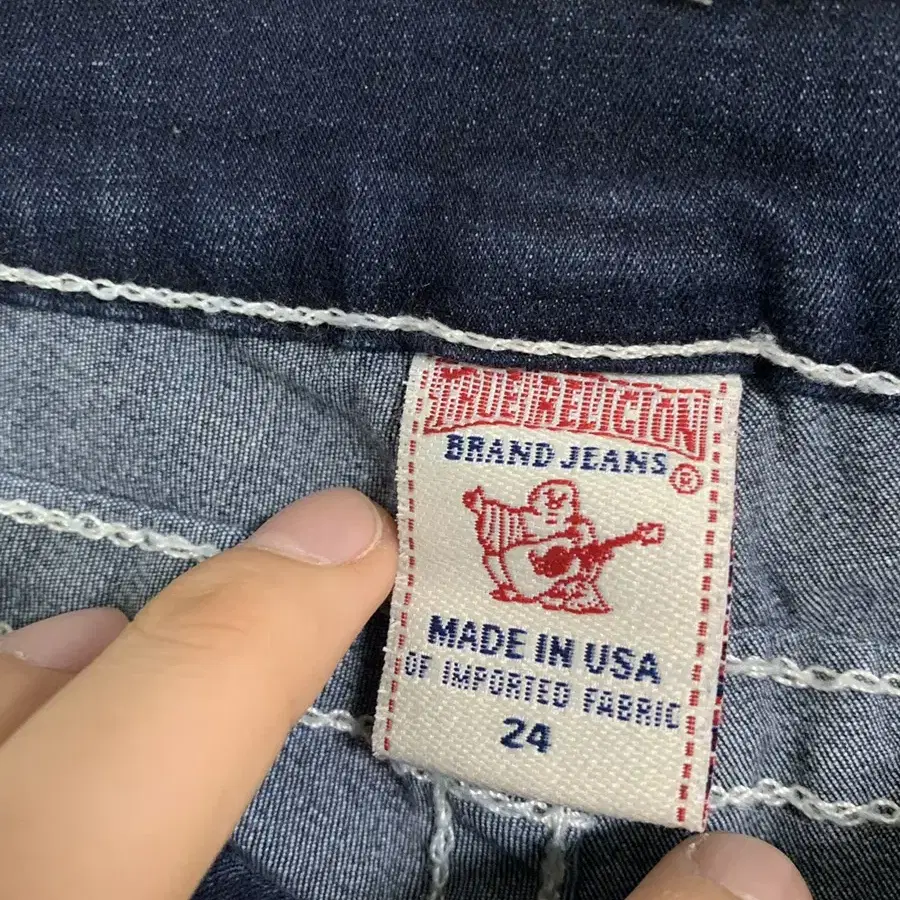 TRUE RELIGION
BRAND JEANS ®
MADE IN USA
OF IMPORTED FABRIC
24